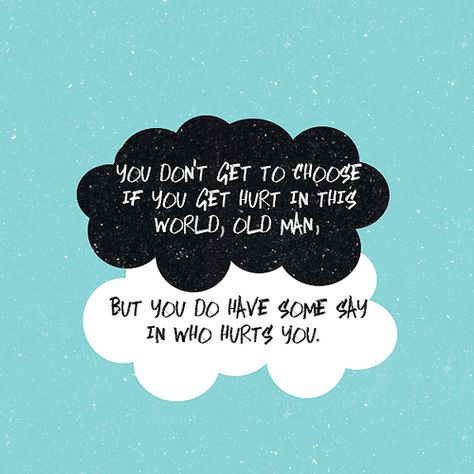 YOU DON'T GET TO CHOOSE
IF YOU GET HURT IN THIS
WORLD, OLD MAN,
BUT YOU DO HAVE SOME SAY
IN WHO HURTS YOU.